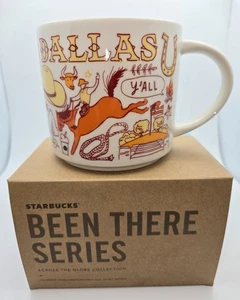 DALLAS
Y'ALL
STARBUCKS®
BEEN THERE
SERIES
ACROSS THE GLOBE COLLECTION